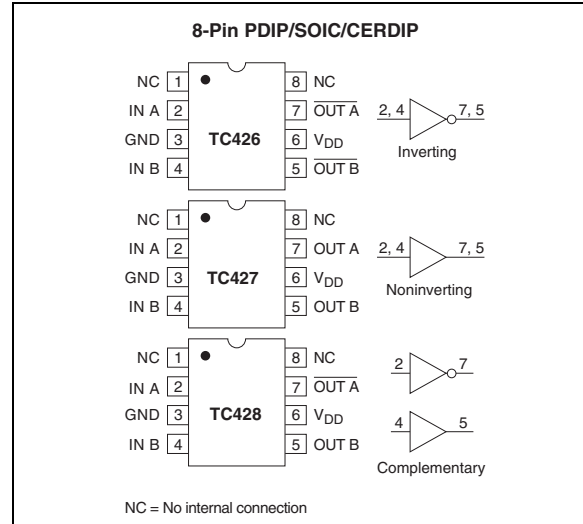 8-Pin PDIP/SOIC/CERDIP
NC 1 8 NC
IN A 2 7 OUT A
GND 3 TC426 6 VDD
IN B 4 5 OUT B
2, 4 7, 5
Inverting
NC 1 8 NC
IN A 2 7 OUT A
GND 3 TC427 6 VDD
IN B 4 5 OUT B
2, 4 7, 5
Noninverting
NC 1 8 NC
IN A 2 7 OUT A
GND 3 TC428 6 VDD
IN B 4 5 OUT B
2 7
4 5
Complementary
NC = No internal connection